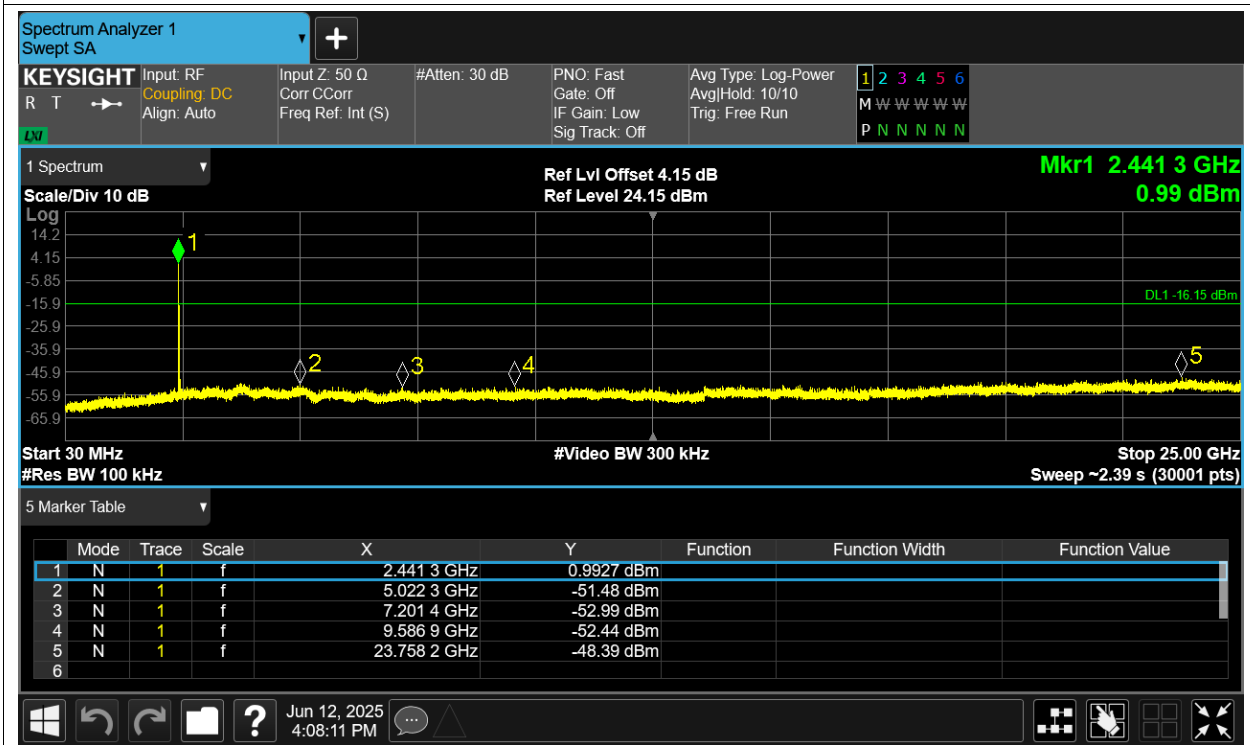 Spectrum Analyzer 1
Swept SA
KEYSIGHT
R T
LXI
Input: RF
Coupling: DC
Align: Auto
Input Z: 50 Ω
Corr CCorr
Freq Ref: Int (S)
#Atten: 30 dB
PNO: Fast
Gate: Off
IF Gain: Low
Sig Track: Off
Avg Type: Log-Power
Avg|Hold: 10/10
Trig: Free Run
1 2 3 4 5 6
M W W W W W
P N N N N N
1 Spectrum
Scale/Div 10 dB
Ref Lvl Offset 4.15 dB
Ref Level 24.15 dBm
Mkr1 2.441 3 GHz
0.99 dBm
Log
14.2
4.15
-5.85
-15.9
-25.9
-35.9
-45.9
-55.9
-65.9
1
2
3
4
5
DL1 -16.15 dBm
Start 30 MHz
#Video BW 300 kHz
Stop 25.00 GHz
#Res BW 100 kHz
Sweep ~2.39 s (30001 pts)
5 Marker Table
Mode Trace Scale X Y Function Function Width Function Value
1 N 1 f 2.441 3 GHz 0.9927 dBm
2 N 1 f 5.022 3 GHz -51.48 dBm
3 N 1 f 7.201 4 GHz -52.99 dBm
4 N 1 f 9.586 9 GHz -52.44 dBm
5 N 1 f 23.758 2 GHz -48.39 dBm
6
?
Jun 12, 2025
4:08:11 PM